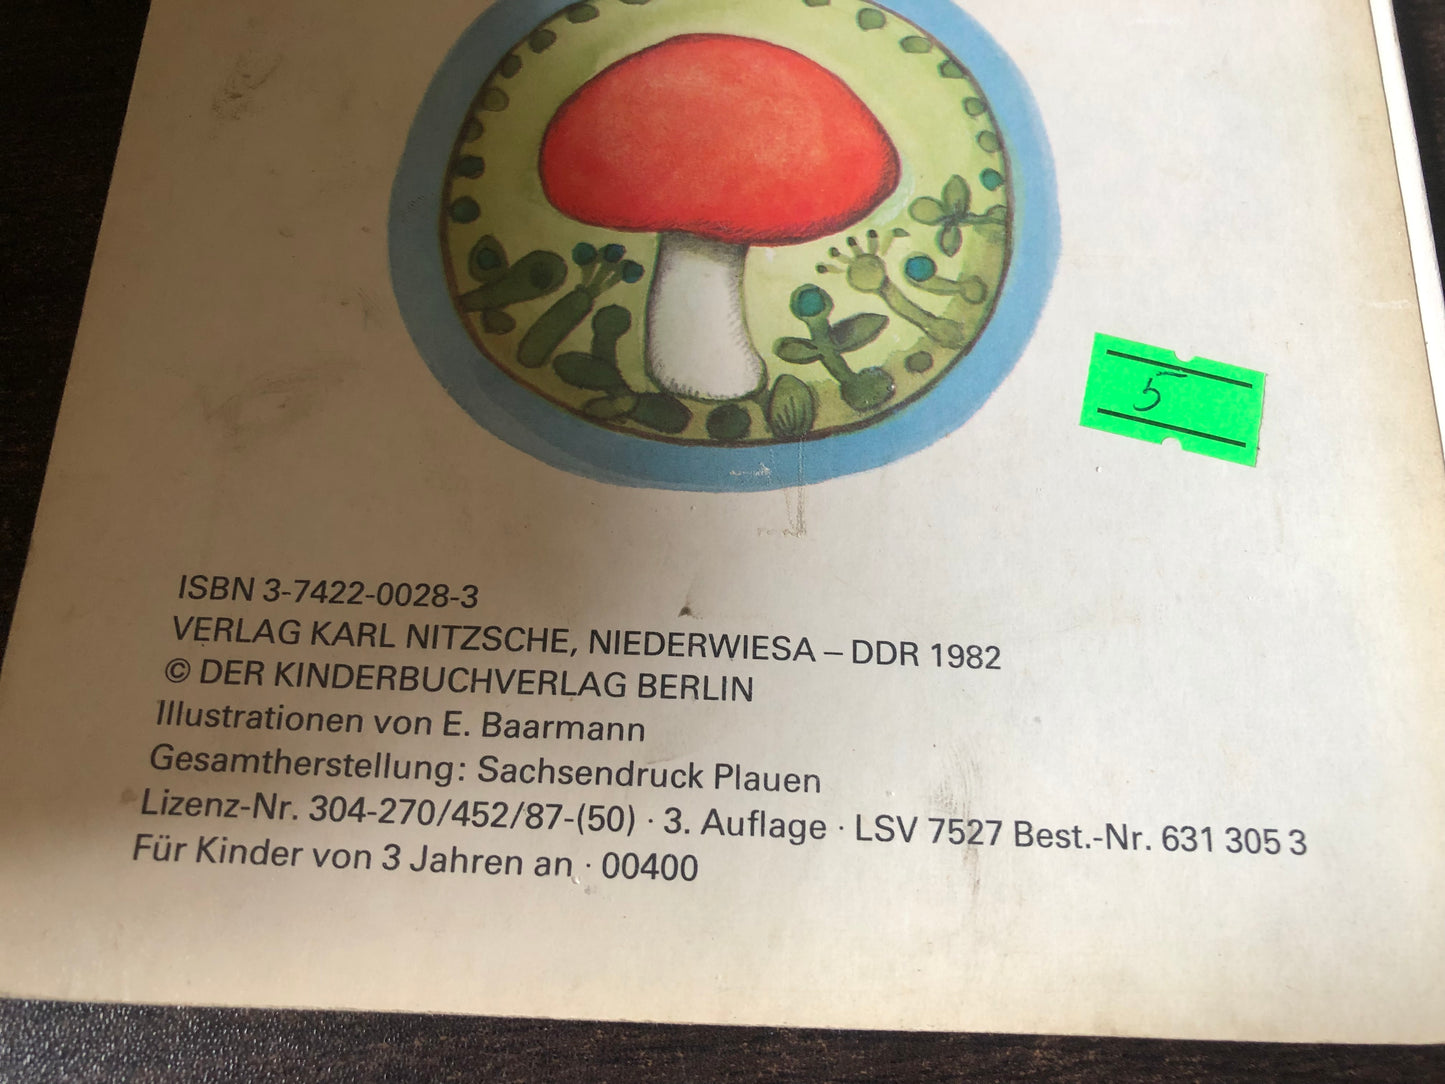 5
ISBN 3-7422-0028-3
VERLAG KARL NITZSCHE, NIEDERWIESA – DDR 1982
© DER KINDERBUCHVERLAG BERLIN
Illustrationen von E. Baarmann
Gesamtherstellung: Sachsendruck Plauen
Lizenz-Nr. 304-270/452/87-(50) · 3. Auflage · LSV 7527 Best.-Nr. 631 305 3
Für Kinder von 3 Jahren an · 00400